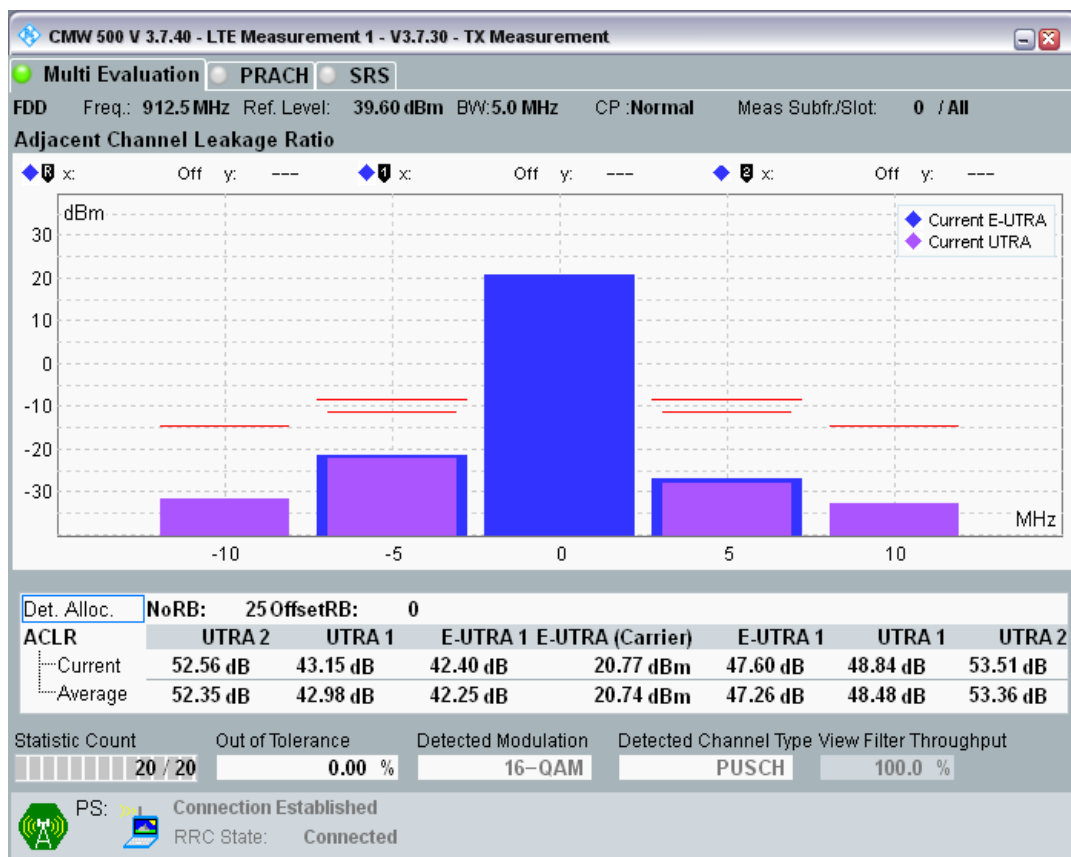 CMW 500 V 3.7.40 - LTE Measurement 1 - V3.7.30 - TX Measurement
Multi Evaluation PRACH SRS
FDD Freq.: 912.5 MHz Ref. Level: 39.60 dBm BW:5.0 MHz CP :Normal Meas Subfr./Slot: 0 / All
Adjacent Channel Leakage Ratio
R x: Off y: --- 1 x: Off y: --- 2 x: Off y: ---
dBm
Current E-UTRA
Current UTRA
30
20
10
0
-10
-20
-30
MHz
-10 -5 0 5 10
Det. Alloc. NoRB: 25 OffsetRB: 0
ACLR UTRA 2 UTRA 1 E-UTRA 1 E-UTRA (Carrier) E-UTRA 1 UTRA 1 UTRA 2
Current 52.56 dB 43.15 dB 42.40 dB 20.77 dBm 47.60 dB 48.84 dB 53.51 dB
Average 52.35 dB 42.98 dB 42.25 dB 20.74 dBm 47.26 dB 48.48 dB 53.36 dB
Statistic Count Out of Tolerance Detected Modulation Detected Channel Type View Filter Throughput
20 / 20 0.00 % 16-QAM PUSCH 100.0 %
PS: Connection Established
RRC State: Connected